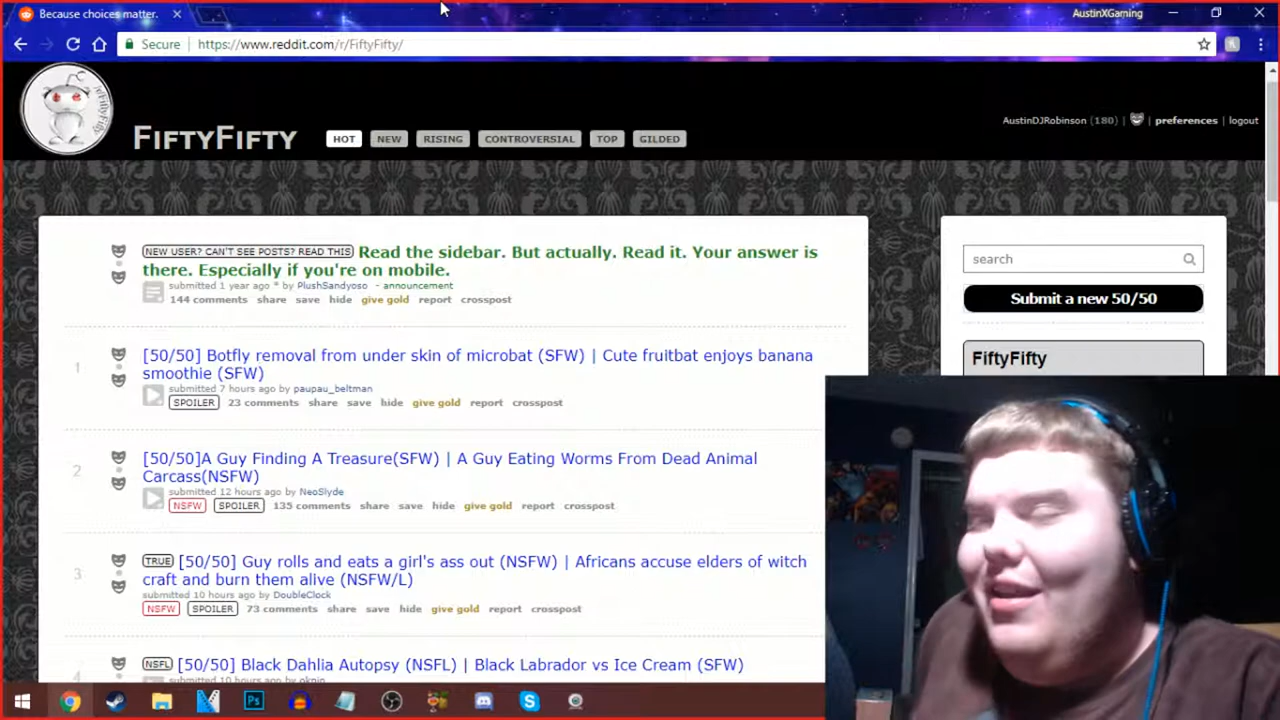 Because choices matter.
AustinXGaming
Secure https://www.reddit.com/r/FiftyFifty/
FIFTYFIFTY HOT NEW RISING CONTROVERSIAL TOP GILDED
AustinDJRobinson (180) | preferences | logout
NEW USER? CAN'T SEE POSTS? READ THIS Read the sidebar. But actually. Read it. Your answer is
there. Especially if you're on mobile.
submitted 1 year ago * by PlushSandyoso - announcement
144 comments share save hide give gold report crosspost
search
Submit a new 50/50
FiftyFifty
1 [50/50] Botfly removal from under skin of microbat (SFW) | Cute fruitbat enjoys banana
smoothie (SFW)
submitted 7 hours ago by paupau_beltman
SPOILER 23 comments share save hide give gold report crosspost
2 [50/50]A Guy Finding A Treasure(SFW) | A Guy Eating Worms From Dead Animal
Carcass(NSFW)
submitted 12 hours ago by NeoSlyde
NSFW SPOILER 135 comments share save hide give gold report crosspost
3 TRUE [50/50] Guy rolls and eats a girl's ass out (NSFW) | Africans accuse elders of witch
craft and burn them alive (NSFW/L)
submitted 10 hours ago by DoubleClock
NSFW SPOILER 73 comments share save hide give gold report crosspost
4 NSFL [50/50] Black Dahlia Autopsy (NSFL) | Black Labrador vs Ice Cream (SFW)
submitted 10 hours ago by